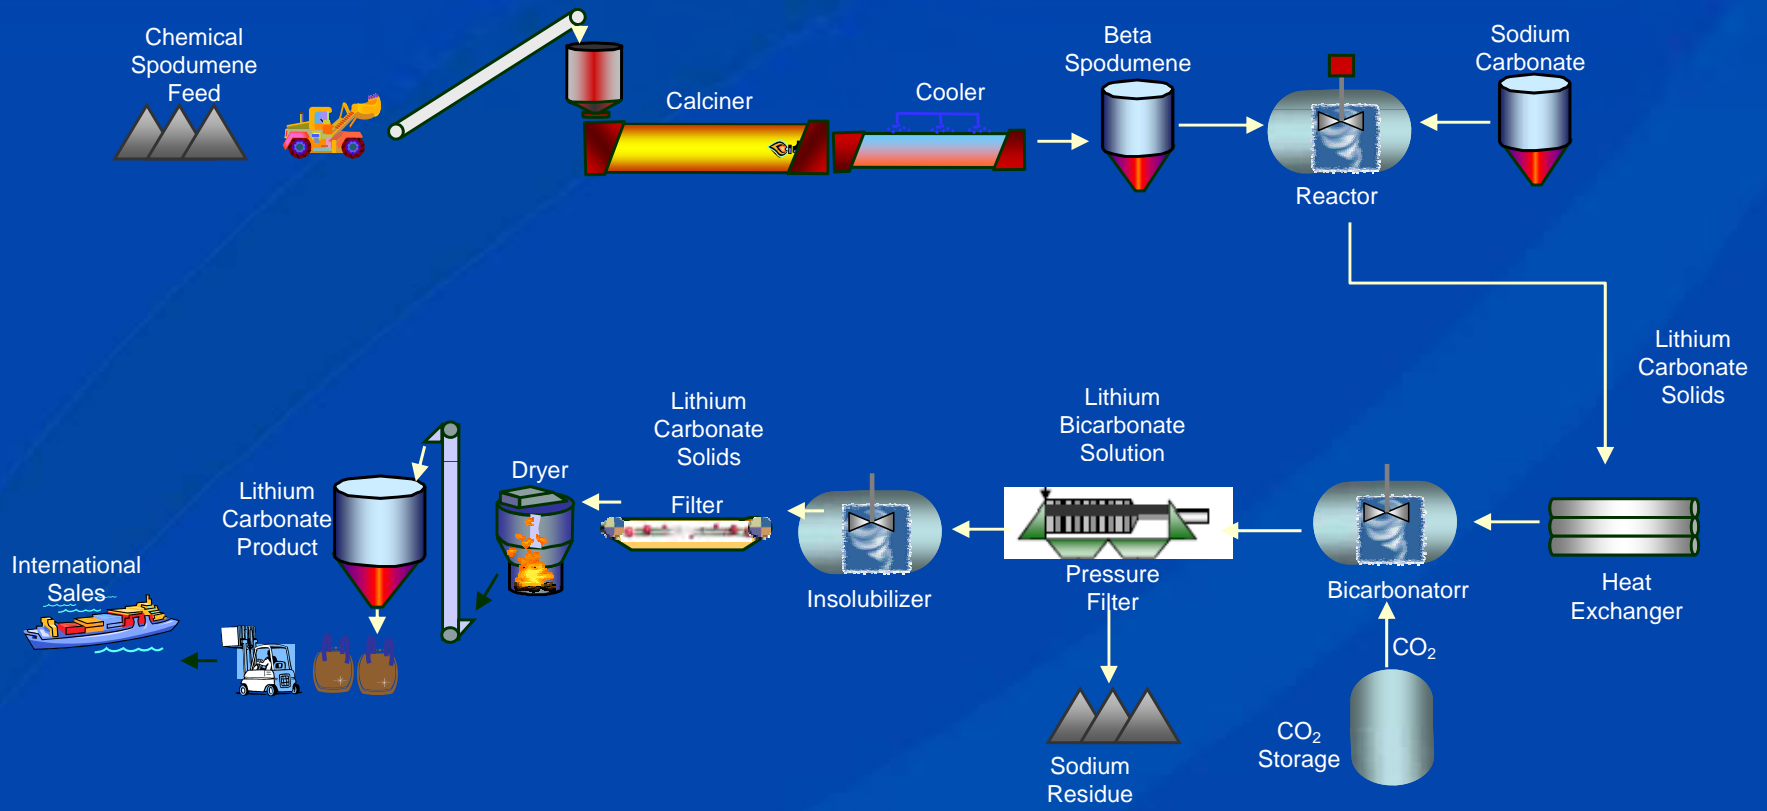 Chemical
Spodumene
Feed
Calciner
Cooler
Beta
Spodumene
Sodium
Carbonate
Reactor
Lithium
Carbonate
Solids
Heat
Exchanger
Bicarbonatorr
CO₂
CO₂
Storage
Lithium
Bicarbonate
Solution
Pressure
Filter
Sodium
Residue
Insolubilizer
Lithium
Carbonate
Solids
Filter
Dryer
Lithium
Carbonate
Product
International
Sales